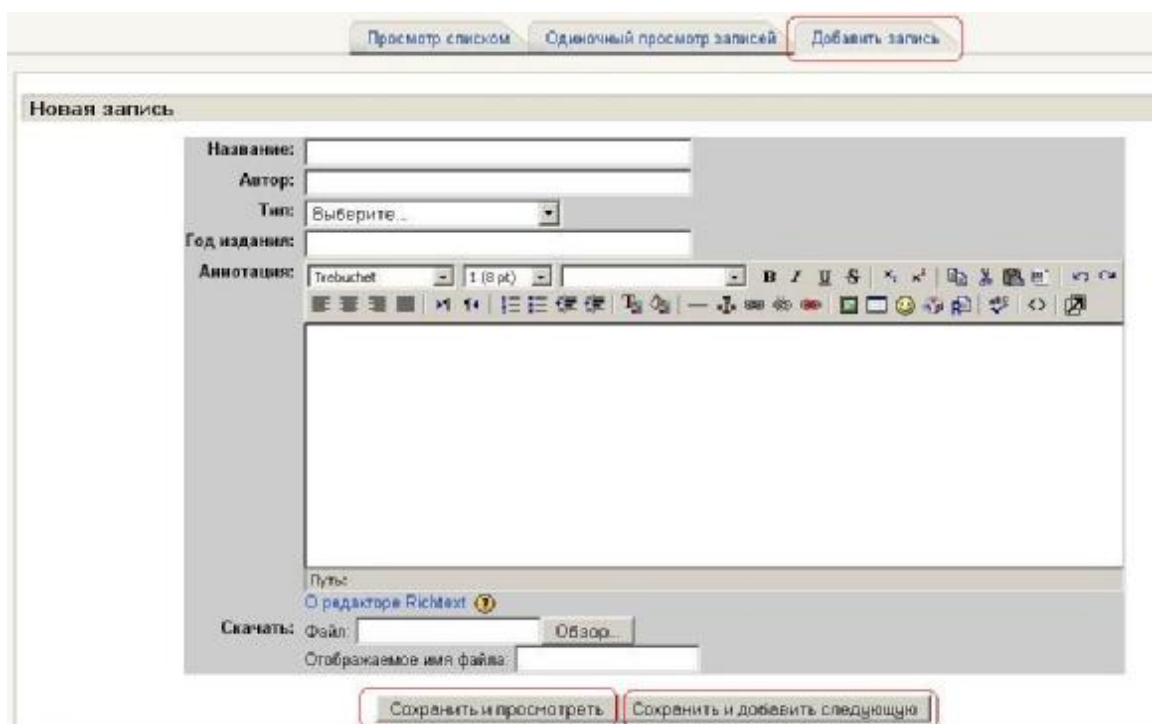 Просмотр списком Одиночный просмотр записей Добавить запись
Новая запись
Название:
Автор:
Тип: Выберите...
Год издания:
Аннотация: Trebuchet 1 (8 pt) B I U S
Путь:
О редакторе Richtext
Скачать: Файл: Обзор...
Отображаемое имя файла:
Сохранить и просмотреть Сохранить и добавить следующую